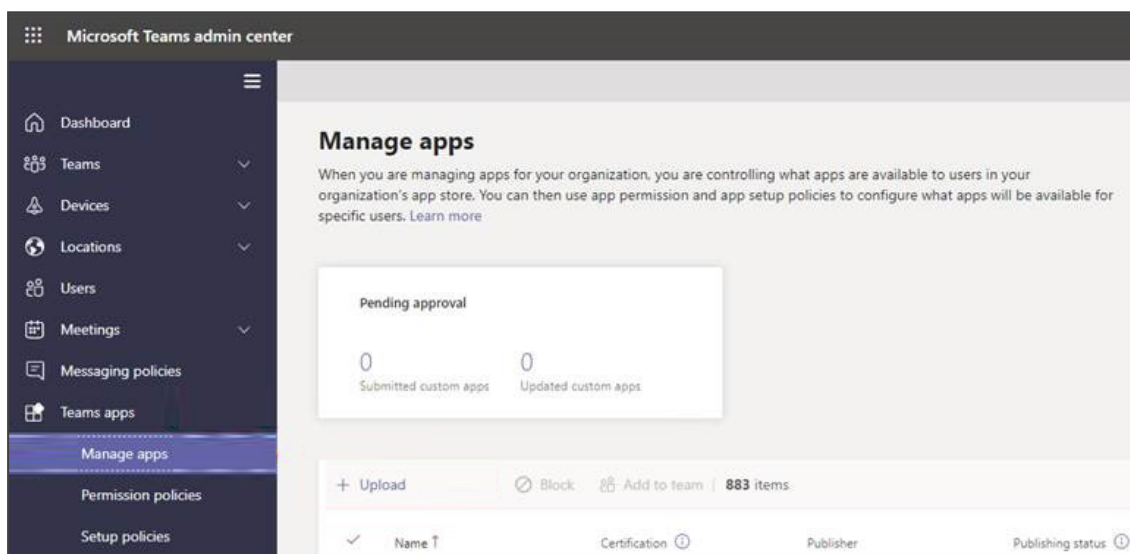 Microsoft Teams admin center
Dashboard
Teams
Devices
Locations
Users
Meetings
Messaging policies
Teams apps
Manage apps
Permission policies
Setup policies
Manage apps
When you are managing apps for your organization, you are controlling what apps are available to users in your
organization's app store. You can then use app permission and app setup policies to configure what apps will be available for
specific users. Learn more
Pending approval
0 0
Submitted custom apps Updated custom apps
+ Upload Block Add to team | 883 items
Name ↑ Certification Publisher Publishing status